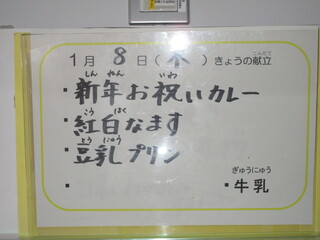 1月 8日(木) きょうの献立
・新年お祝いカレー
・紅白なます
・豆乳プリン
・
・牛乳